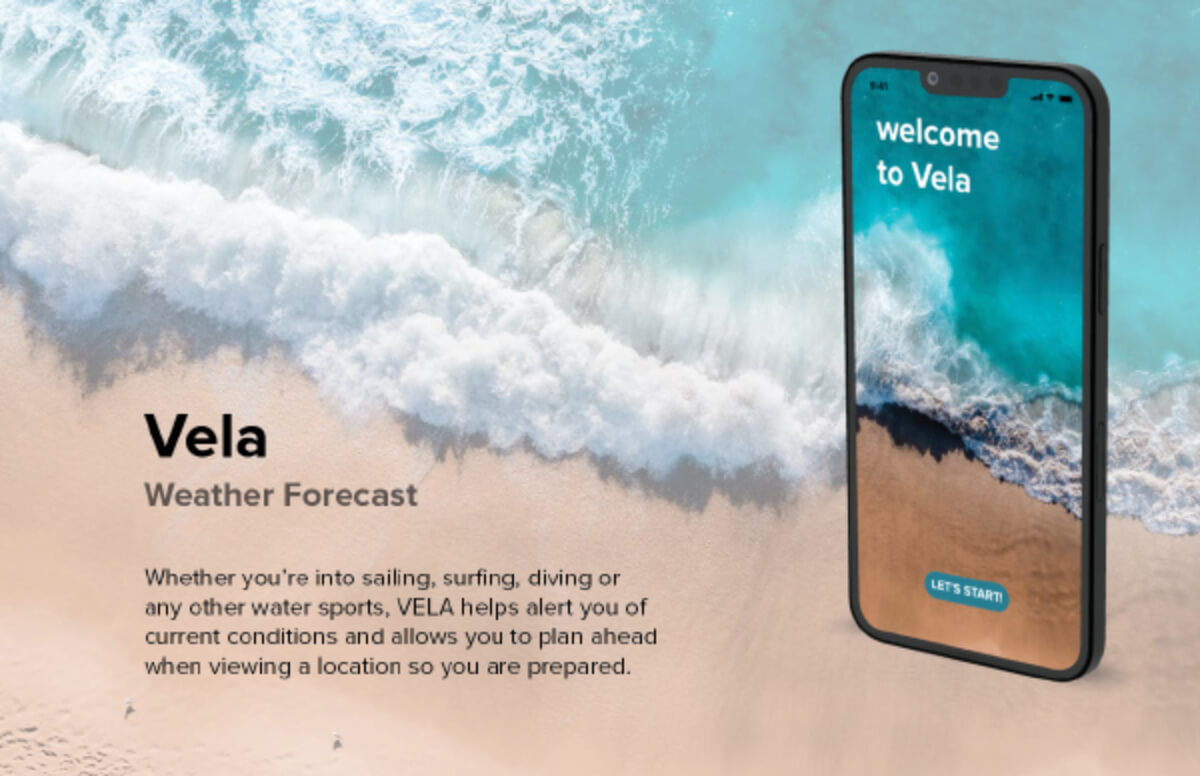 9:41
welcome
to Vela
LET'S START!
Vela
Weather Forecast
Whether you're into sailing, surfing, diving or
any other water sports, VELA helps alert you of
current conditions and allows you to plan ahead
when viewing a location so you are prepared.